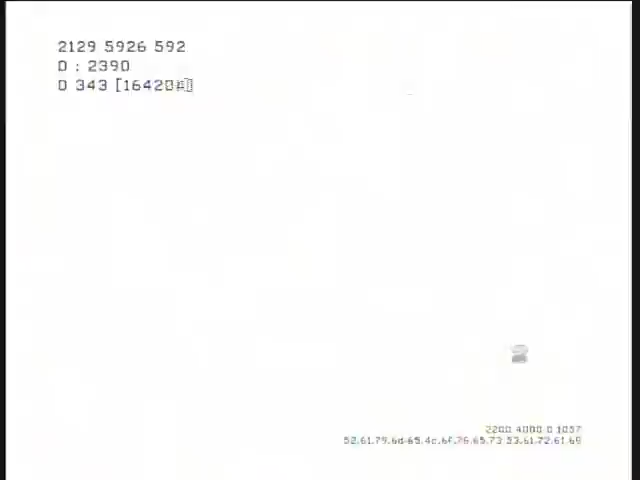 2129 5926 592
D : 2390
D 343 [16420#]
2200 4000 0 1057
52.61.79.6d-65.4c.6f.76.65.73 53.61.72.61.69